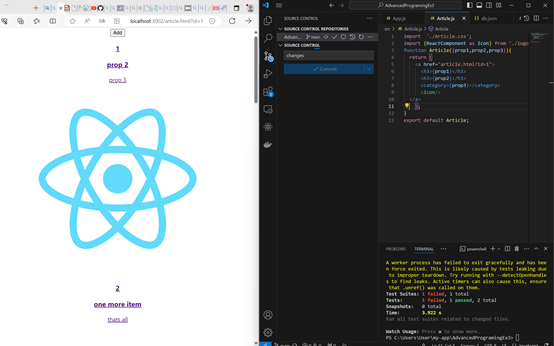 localhost:3002/article.html?id=1
Add
1
prop 2
prop 3
2
one more item
thats all
AdvancedProgramingEx3
SOURCE CONTROL
SOURCE CONTROL REPOSITORIES
Advan... main
SOURCE CONTROL
changes
Commit
App.js
Article.js
db.json
src > Article.js > Article
1 import './Article.css';
2 import {ReactComponent as Icon} from './logo
3 function Article({prop1,prop2,prop3}){
4 return (
5 <a href="article.html?id=1">
6 <h3>{prop1}</h3>
7 <h3>{prop2}</h3>
8 <category>{prop3}</category>
9 <Icon/>
10 </a>
11 );
12 }
13 export default Article;
PROBLEMS
TERMINAL
powershell
A worker process has failed to exit gracefully and has bee
n force exited. This is likely caused by tests leaking due
to improper teardown. Try running with --detectOpenHandle
s to find leaks. Active timers can also cause this, ensure
that .unref() was called on them.
Test Suites: 1 failed, 1 total
Tests: 1 failed, 1 passed, 2 total
Snapshots: 0 total
Time: 3.922 s
Ran all test suites related to changed files.
Watch Usage: Press w to show more.
PS C:\Users\User\my-app\AdvancedProgramingEx3>